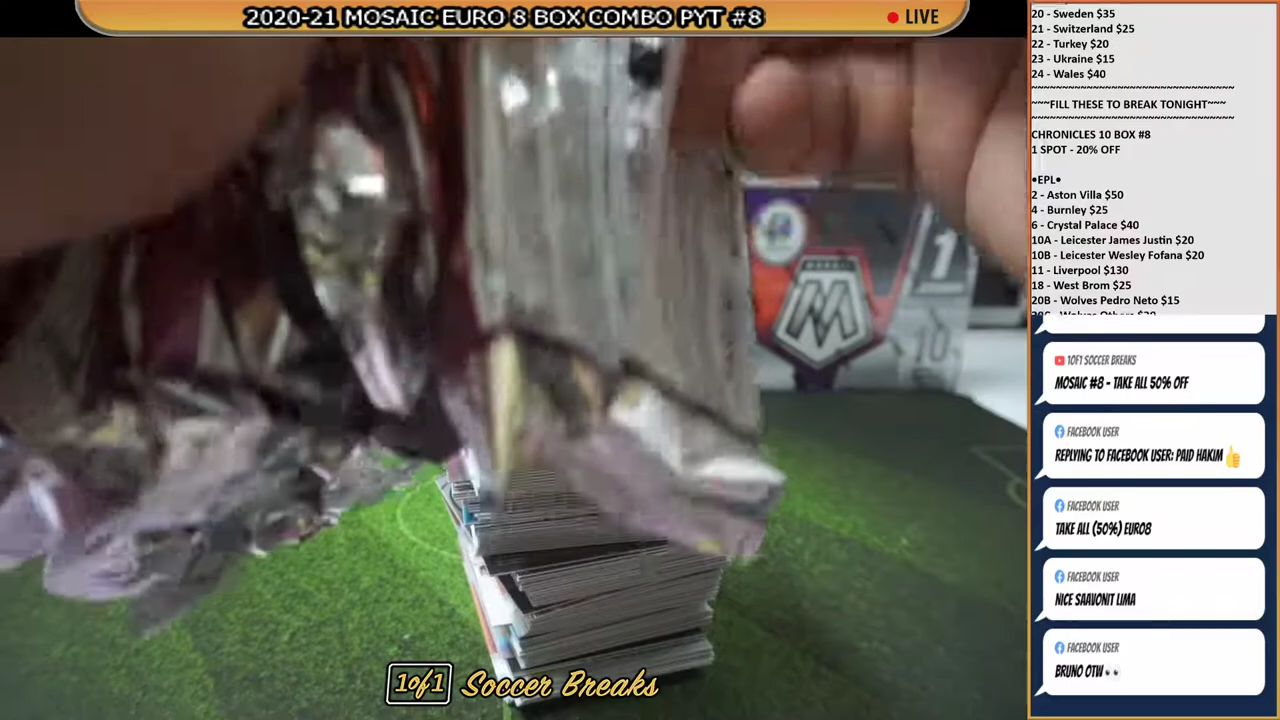 2020-21 MOSAIC EURO 8 BOX COMBO PYT #8
LIVE
20 - Sweden $35
21 - Switzerland $25
22 - Turkey $20
23 - Ukraine $15
24 - Wales $40
~~~~~~~~~~~~~~~~~~~~~~~~~~~~~
~~~FILL THESE TO BREAK TONIGHT~~~
~~~~~~~~~~~~~~~~~~~~~~~~~~~~~
CHRONICLES 10 BOX #8
1 SPOT - 20% OFF
•EPL•
2 - Aston Villa $50
4 - Burnley $25
6 - Crystal Palace $40
10A - Leicester James Justin $20
10B - Leicester Wesley Fofana $20
11 - Liverpool $130
18 - West Brom $25
20B - Wolves Pedro Neto $15
1OF1 SOCCER BREAKS
MOSAIC #8 - TAKE ALL 50% OFF
FACEBOOK USER
REPLYING TO FACEBOOK USER: PAID HAKIM 👍
FACEBOOK USER
TAKE ALL (50%) EURO8
FACEBOOK USER
NICE SAAVONIT LIMA
FACEBOOK USER
BRUNO OTW 👀
MOSAIC
M
1
10
1of1 Soccer Breaks